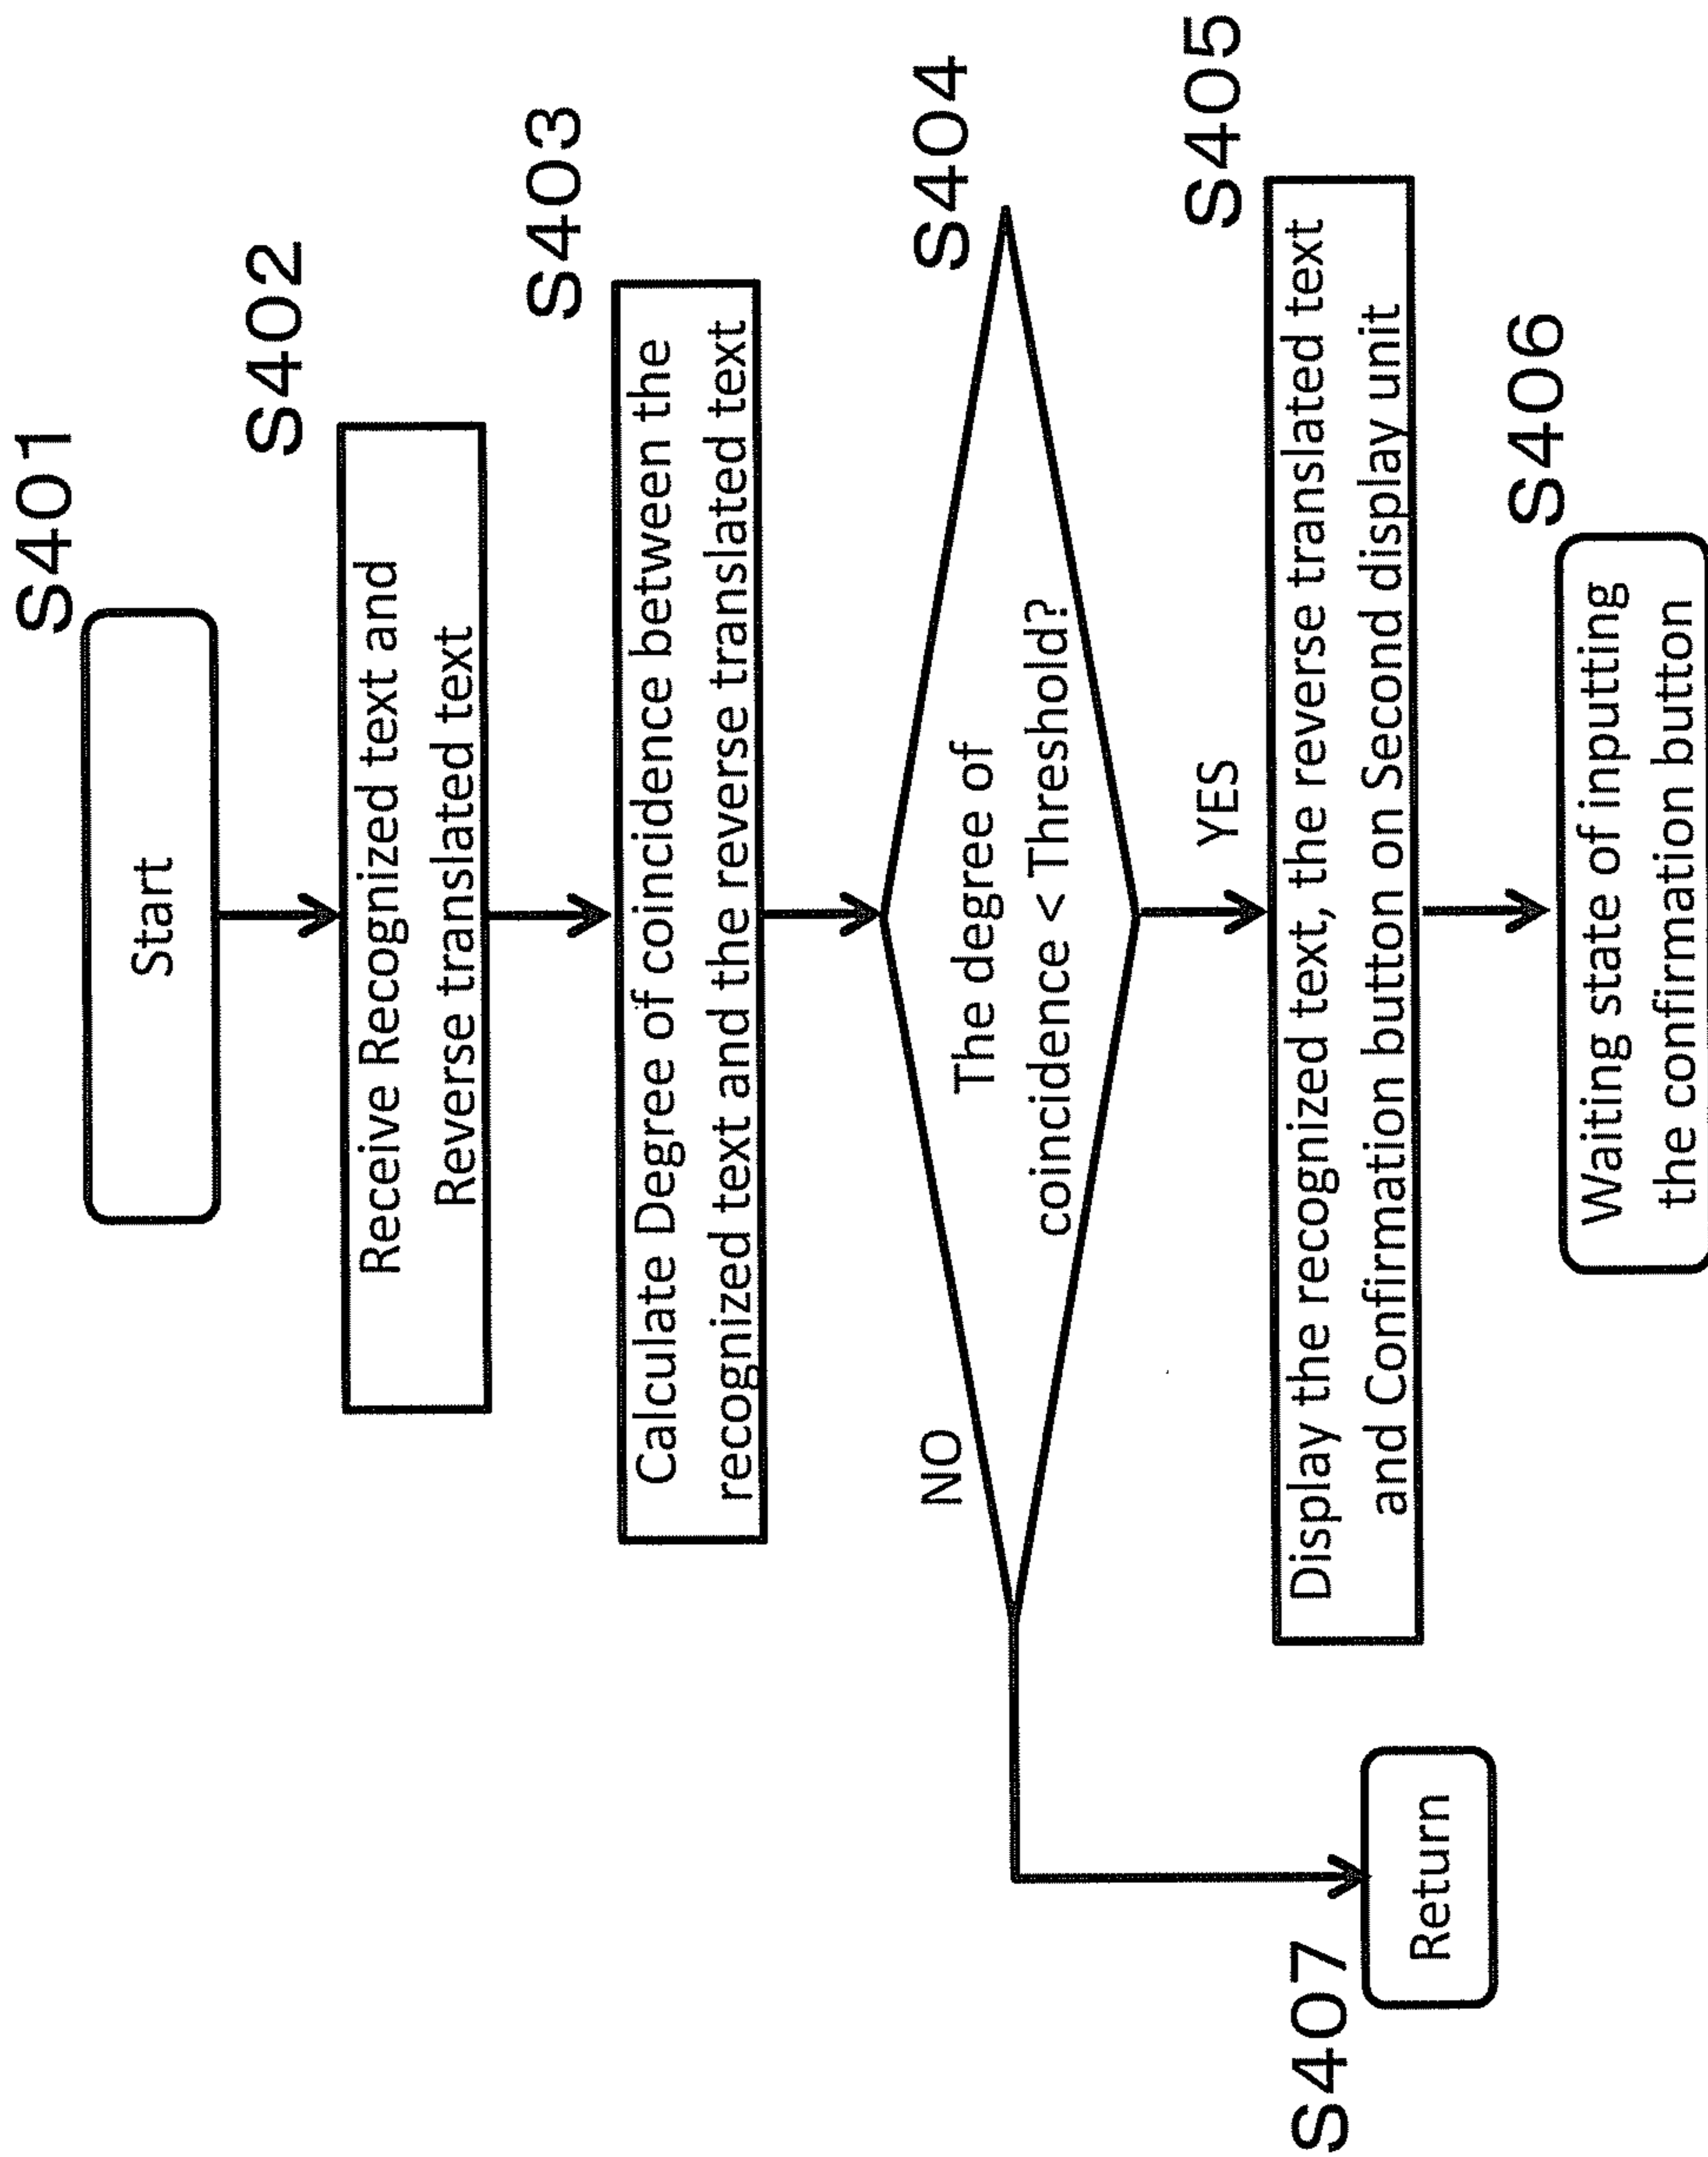 S401
Start
S402
Receive Recognized text and
Reverse translated text
S403
Calculate Degree of coincidence between the
recognized text and the reverse translated text
S404
The degree of
coincidence < Threshold?
NO
YES
S405
Display the recognized text, the reverse translated text
and Confirmation button on Second display unit
S406
Waiting state of inputting
the confirmation button
S407
Return